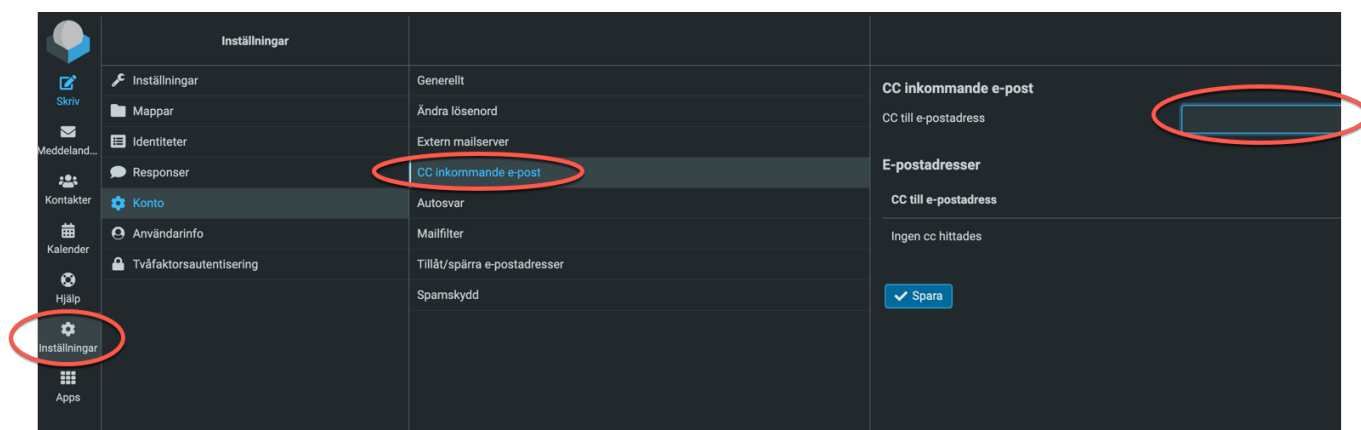 Inställningar
Skriv
Meddeland...
Kontakter
Kalender
Hjälp
Inställningar
Apps
Inställningar
Mappar
Identiteter
Responser
Konto
Användarinfo
Tvåfaktorsautentisering
Generellt
Ändra lösenord
Extern mailserver
CC inkommande e-post
Autosvar
Mailfilter
Tillåt/spärra e-postadresser
Spamskydd
CC inkommande e-post
CC till e-postadress
E-postadresser
CC till e-postadress
Ingen cc hittades
Spara